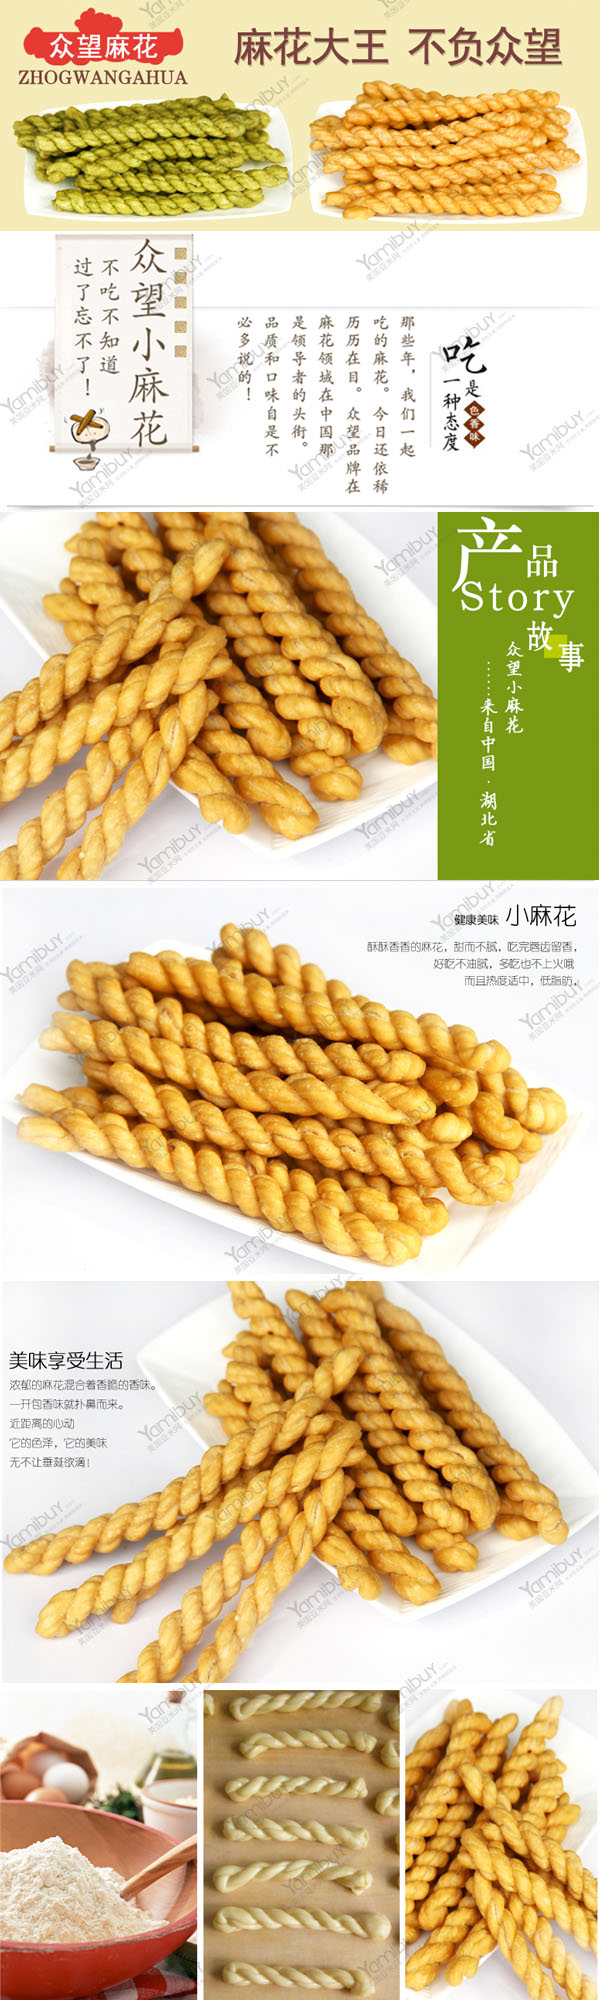 众望麻花
ZHOGWANGAHUA
麻花大王 不负众望
众望小麻花
不吃不知道
过了忘不了！
吃是
一种态度
色香味
那些年，我们一起
吃的麻花。今日还依稀
历历在目。众望品牌在
麻花领域在中国那
是领导者的头衔。
品质和口味自是不
必多说的！
产品
Story
故事
众望小麻花
……来自中国·湖北省
健康美味 小麻花
酥酥香香的麻花，甜而不腻，吃完唇齿留香，
好吃不油腻，多吃也不上火哦
而且热度适中，低脂肪，
美味享受生活
浓郁的麻花混合着香脆的香味。
一开包香味就扑鼻而来。
近距离的心动
它的色泽，它的美味
无不让垂涎欲滴！
Yamibuy.com
美国亚米网